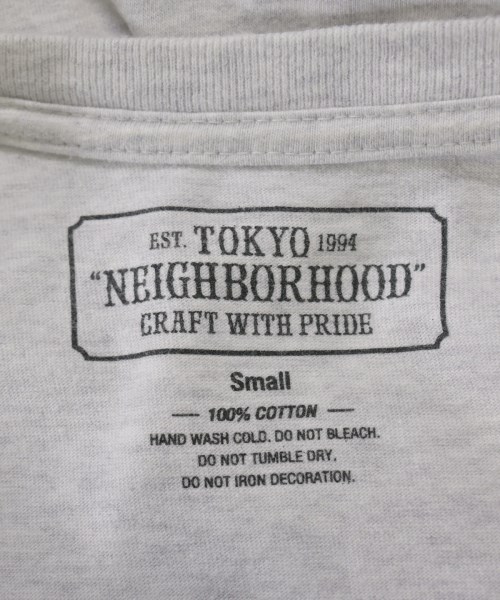 EST. TOKYO 1994
“NEIGHBORHOOD”
CRAFT WITH PRIDE
Small
— 100% COTTON —
HAND WASH COLD. DO NOT BLEACH.
DO NOT TUMBLE DRY.
DO NOT IRON DECORATION.